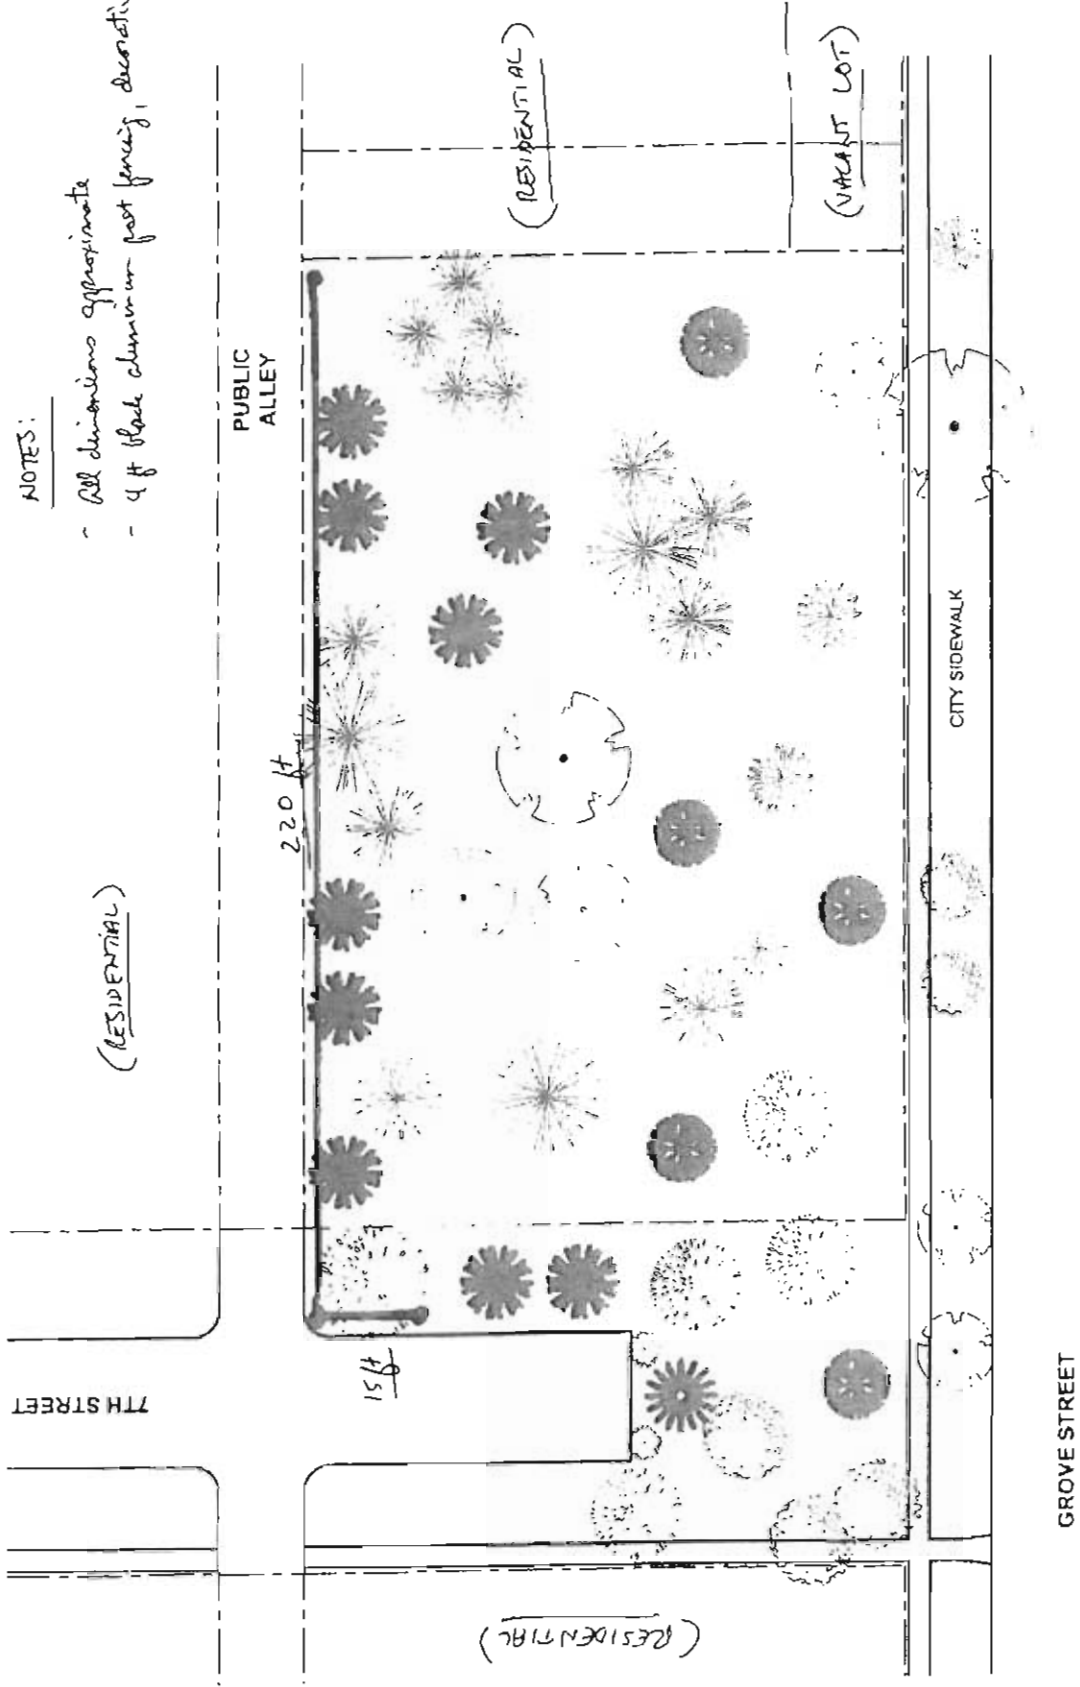 NOTES:
- All dimensions approximate
- 4 ft black aluminum post fencing, decorati
PUBLIC
ALLEY
(RESIDENTIAL)
(VACANT LOT)
220 ft
(RESIDENTIAL)
CITY SIDEWALK
15 ft
7TH STREET
GROVE STREET
(RESIDENTIAL)